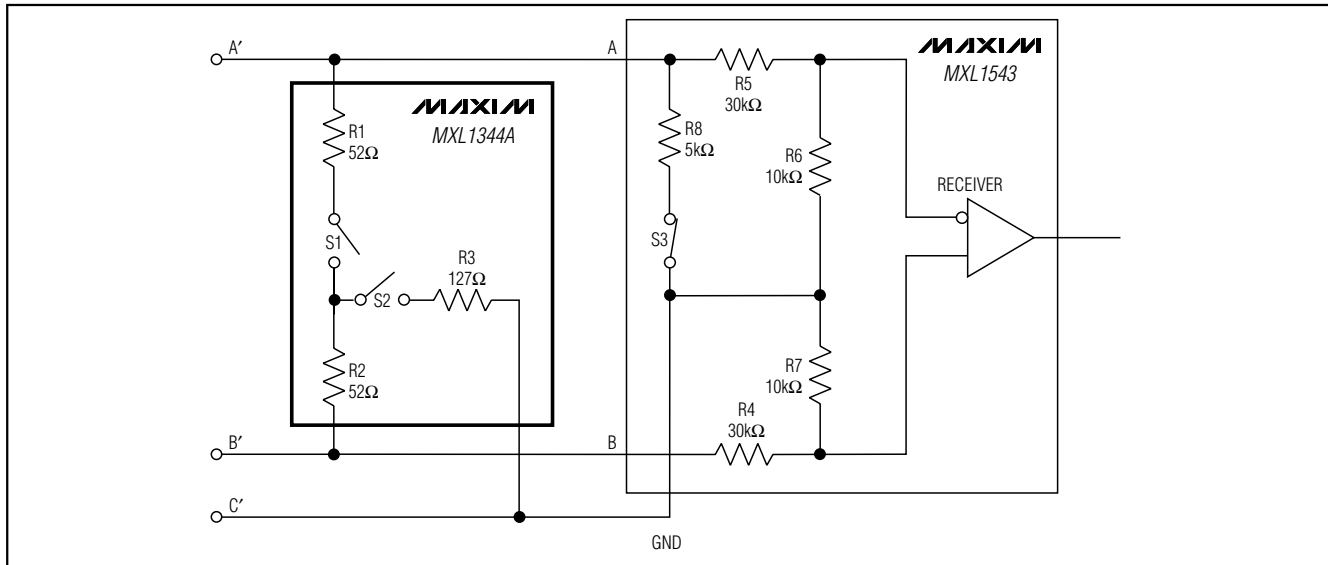 A′
A
MAXIM
MXL1543
R5
30kΩ
MAXIM
MXL1344A
R1
52Ω
R8
5kΩ
R6
10kΩ
RECEIVER
S1
S3
R3
127Ω
S2
R2
52Ω
R7
10kΩ
R4
30kΩ
B′
B
C′
GND